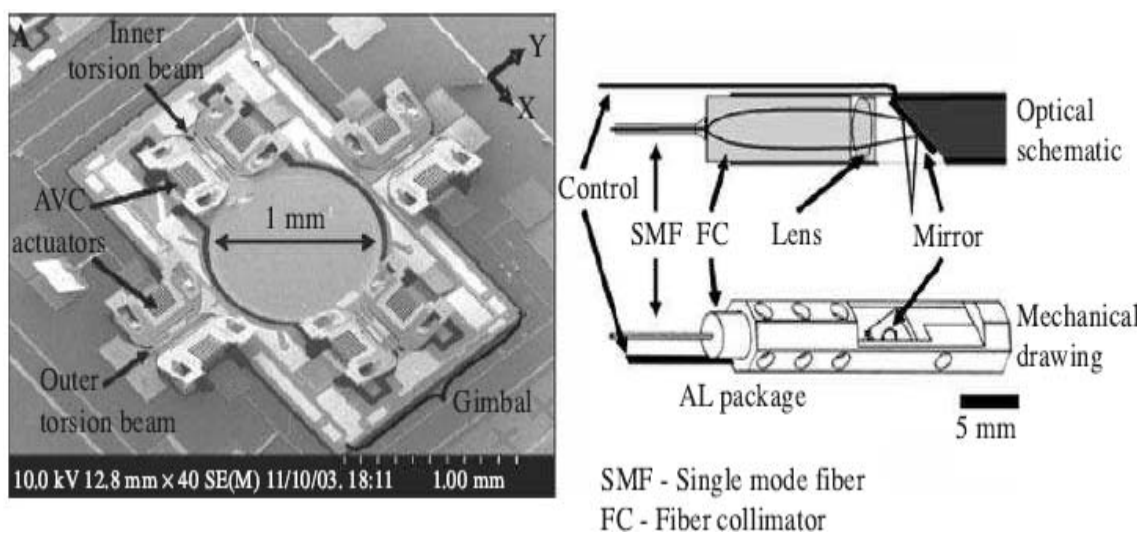 A
Inner
torsion beam
Y
X
AVC
actuators
1 mm
Outer
torsion beam
Gimbal
10.0 kV 12.8 mm × 40 SE(M) 11/10/03. 18:11 1.00 mm
Optical
schematic
Control
SMF FC Lens Mirror
Mechanical
drawing
AL package
5 mm
SMF - Single mode fiber
FC - Fiber collimator